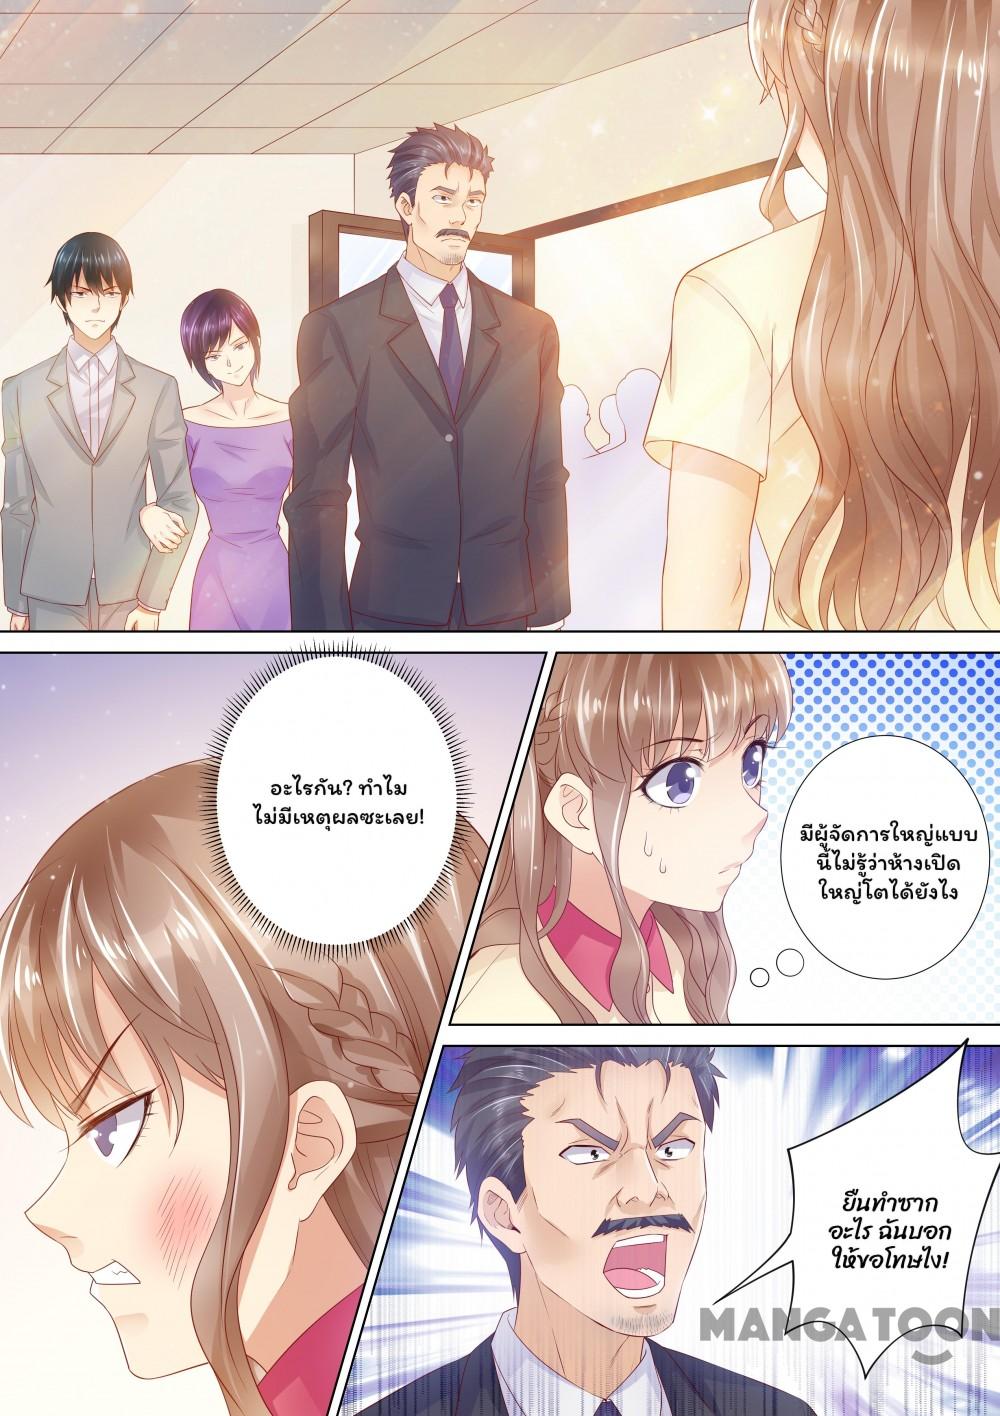 อะไรกัน? ทำไม
ไม่มีเหตุผลซะเลย!
มีผู้จัดการใหญ่แบบ
นี้ไม่รู้ว่าห้างเปิด
ใหญ่โตได้ยังไง
ยืนทำซาก
อะไร ฉันบอก
ให้ขอโทษไง!
MANGATOON